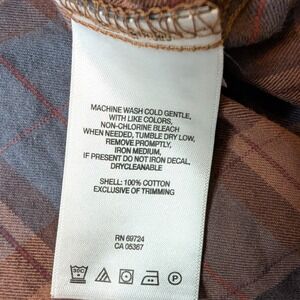 MACHINE WASH COLD GENTLE,
WITH LIKE COLORS,
NON-CHLORINE BLEACH
WHEN NEEDED, TUMBLE DRY LOW,
REMOVE PROMPTLY,
IRON MEDIUM,
IF PRESENT DO NOT IRON DECAL,
DRYCLEANABLE
SHELL: 100% COTTON
EXCLUSIVE OF TRIMMING
RN 69724
CA 05367
30C P